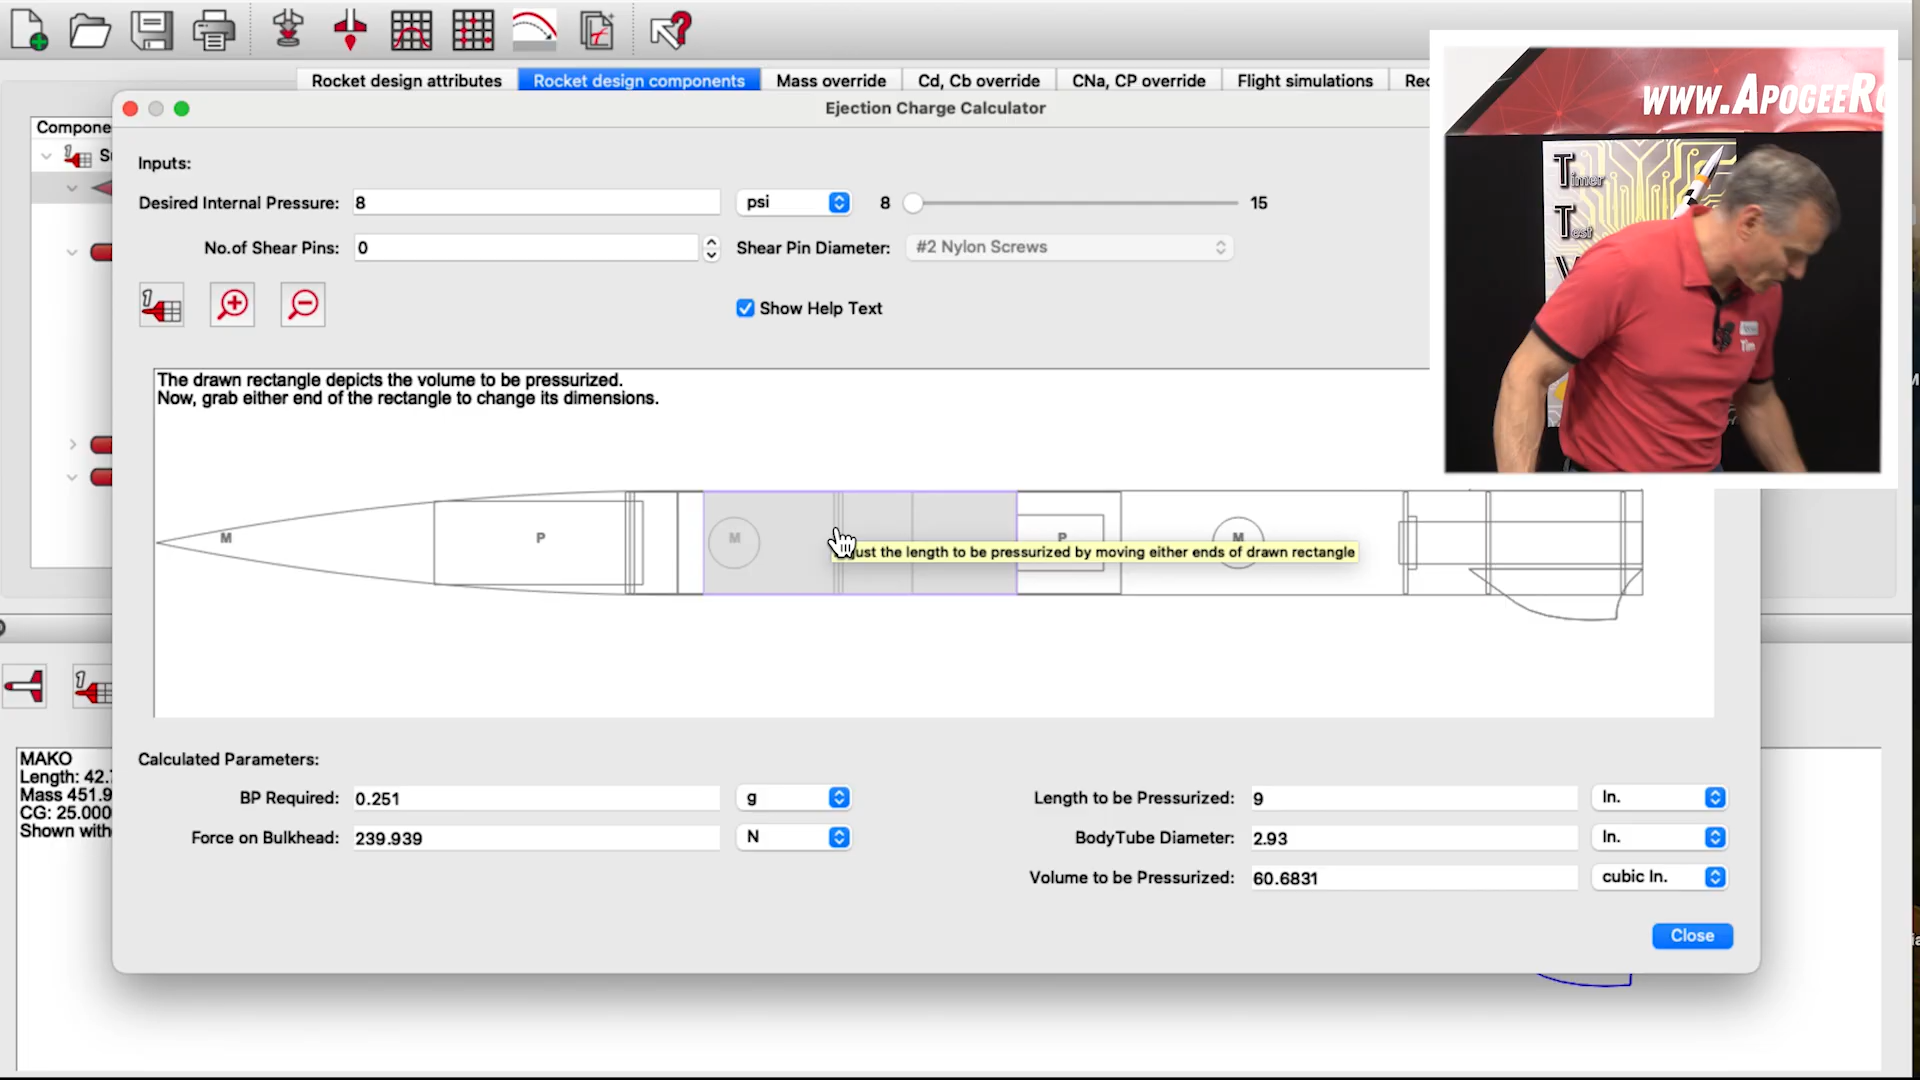 Rocket design attributes
Rocket design components
Mass override
Cd, Cb override
CNa, CP override
Flight simulations
Rec
Compone
Ejection Charge Calculator
Inputs:
Desired Internal Pressure: 8 psi 8 15
No.of Shear Pins: 0 Shear Pin Diameter: #2 Nylon Screws
Show Help Text
The drawn rectangle depicts the volume to be pressurized.
Now, grab either end of the rectangle to change its dimensions.
M P M P M
just the length to be pressurized by moving either ends of drawn rectangle
Calculated Parameters:
BP Required: 0.251 g
Force on Bulkhead: 239.939 N
Length to be Pressurized: 9 In.
BodyTube Diameter: 2.93 In.
Volume to be Pressurized: 60.6831 cubic In.
Close
MAKO
Length: 42.
Mass 451.9
CG: 25.000
Shown with
www.ApogeeRo
Timer
Test
Tim